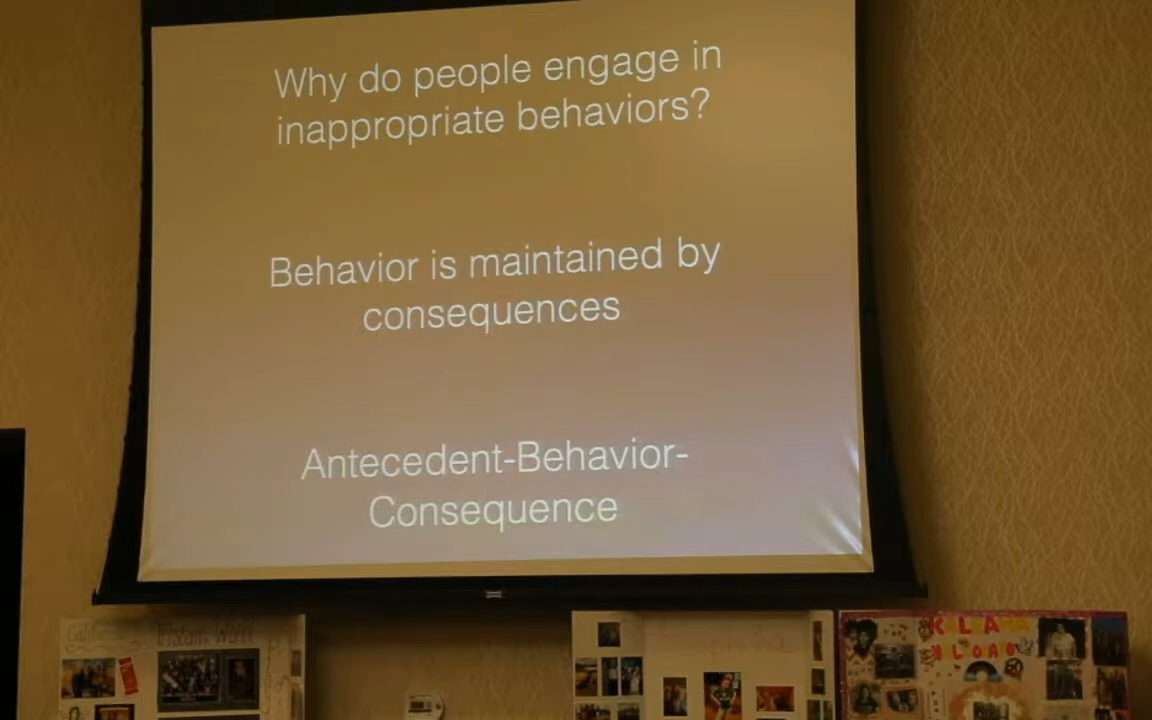 Why do people engage in
inappropriate behaviors?
Behavior is maintained by
consequences
Antecedent-Behavior-
Consequence